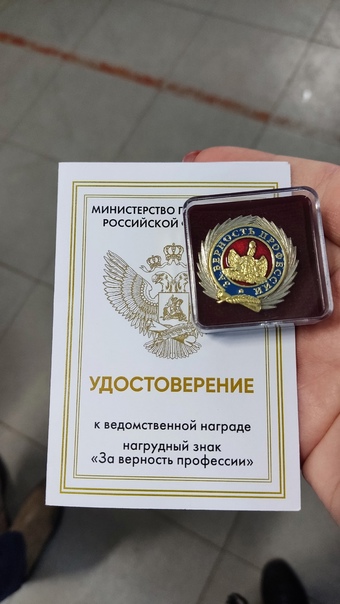 МИНИСТЕРСТВО
РОССИЙСКОЙ
ЗА ВЕРНОСТЬ ПРОФЕССИИ
УДОСТОВЕРЕНИЕ
к ведомственной награде
нагрудный знак
«За верность профессии»